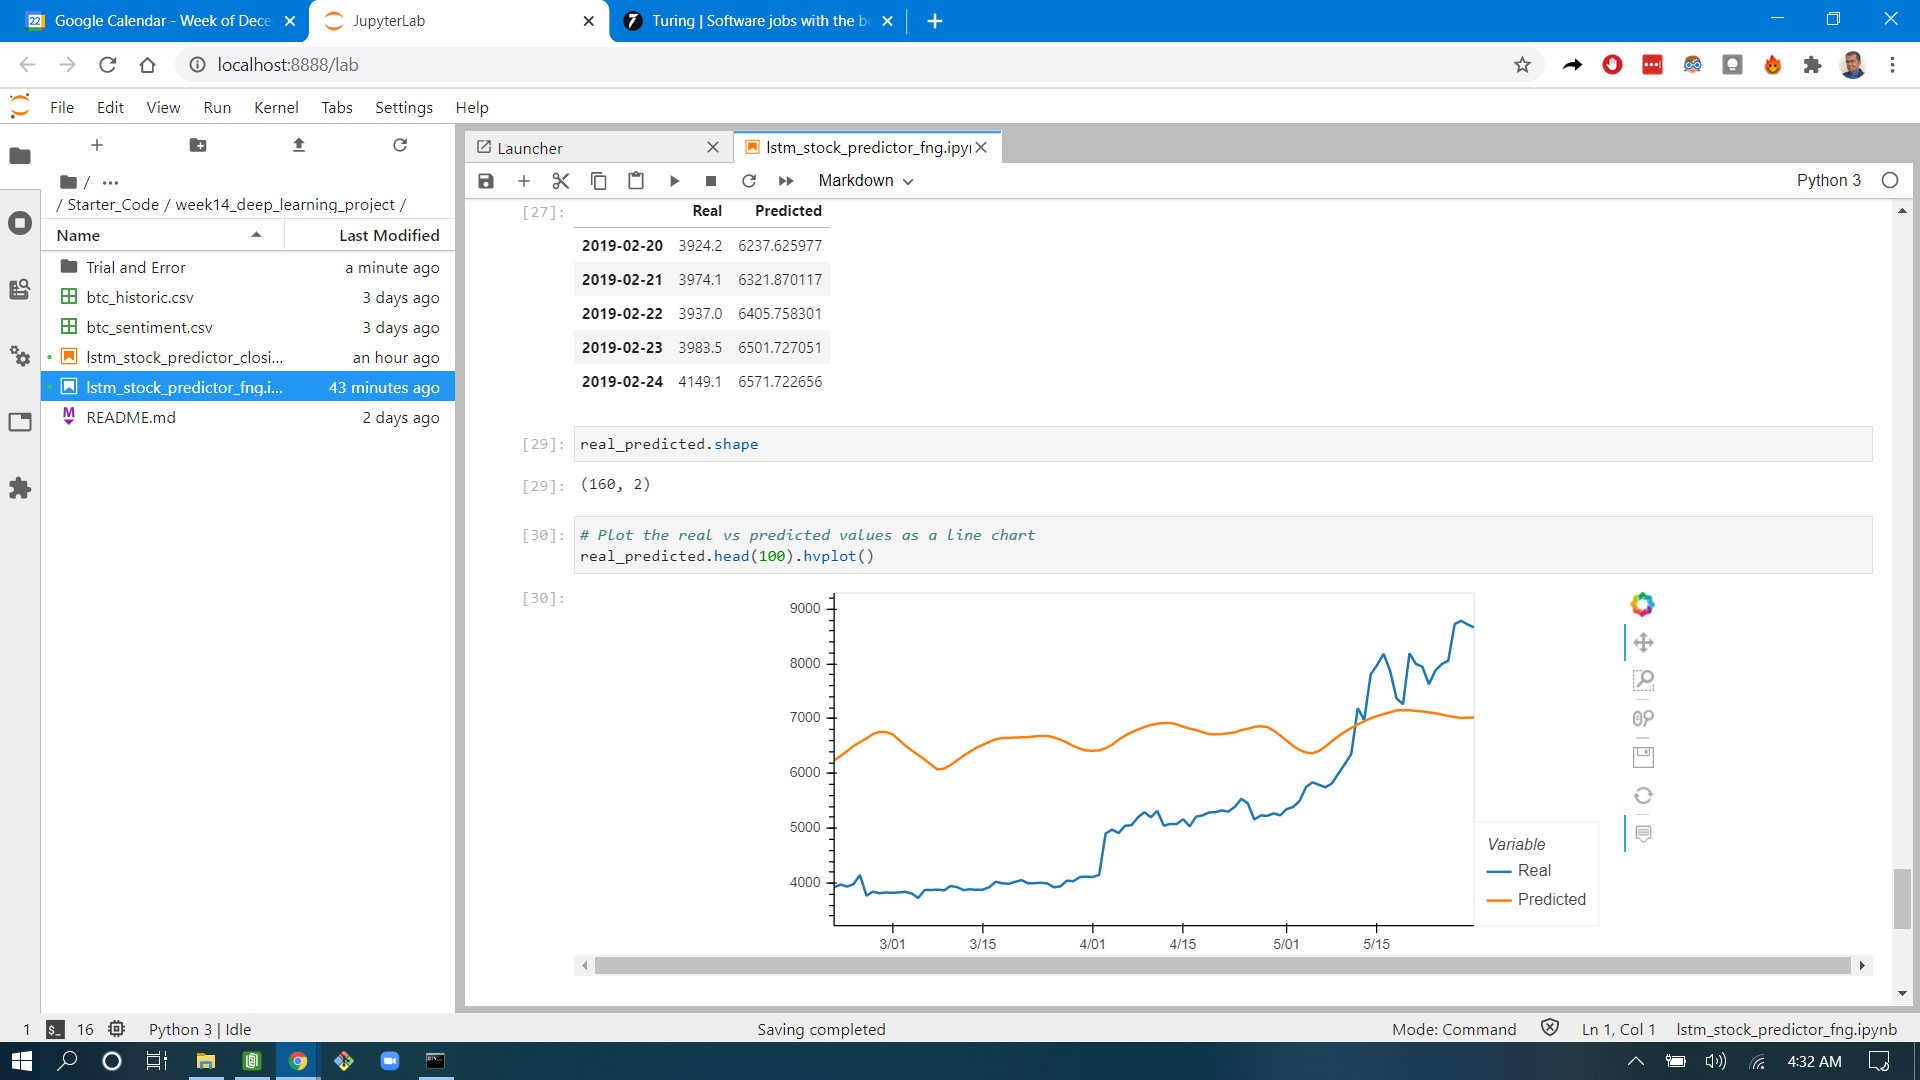 Google Calendar - Week of Dece
JupyterLab
Turing | Software jobs with the be
localhost:8888/lab
File Edit View Run Kernel Tabs Settings Help
Launcher
lstm_stock_predictor_fng.ipyn
/ ...
/ Starter_Code / week14_deep_learning_project /
Markdown
Python 3
Name Last Modified
Trial and Error a minute ago
btc_historic.csv 3 days ago
btc_sentiment.csv 3 days ago
lstm_stock_predictor_closi... an hour ago
lstm_stock_predictor_fng.i... 43 minutes ago
README.md 2 days ago
[27]: Real Predicted
2019-02-20 3924.2 6237.625977
2019-02-21 3974.1 6321.870117
2019-02-22 3937.0 6405.758301
2019-02-23 3983.5 6501.727051
2019-02-24 4149.1 6571.722656
[29]: real_predicted.shape
[29]: (160, 2)
[30]: # Plot the real vs predicted values as a line chart
real_predicted.head(100).hvplot()
[30]:
9000
8000
7000
6000
5000
4000
3/01 3/15 4/01 4/15 5/01 5/15
Variable
Real
Predicted
1 $_ 16 Python 3 | Idle Saving completed Mode: Command Ln 1, Col 1 lstm_stock_predictor_fng.ipynb
4:32 AM